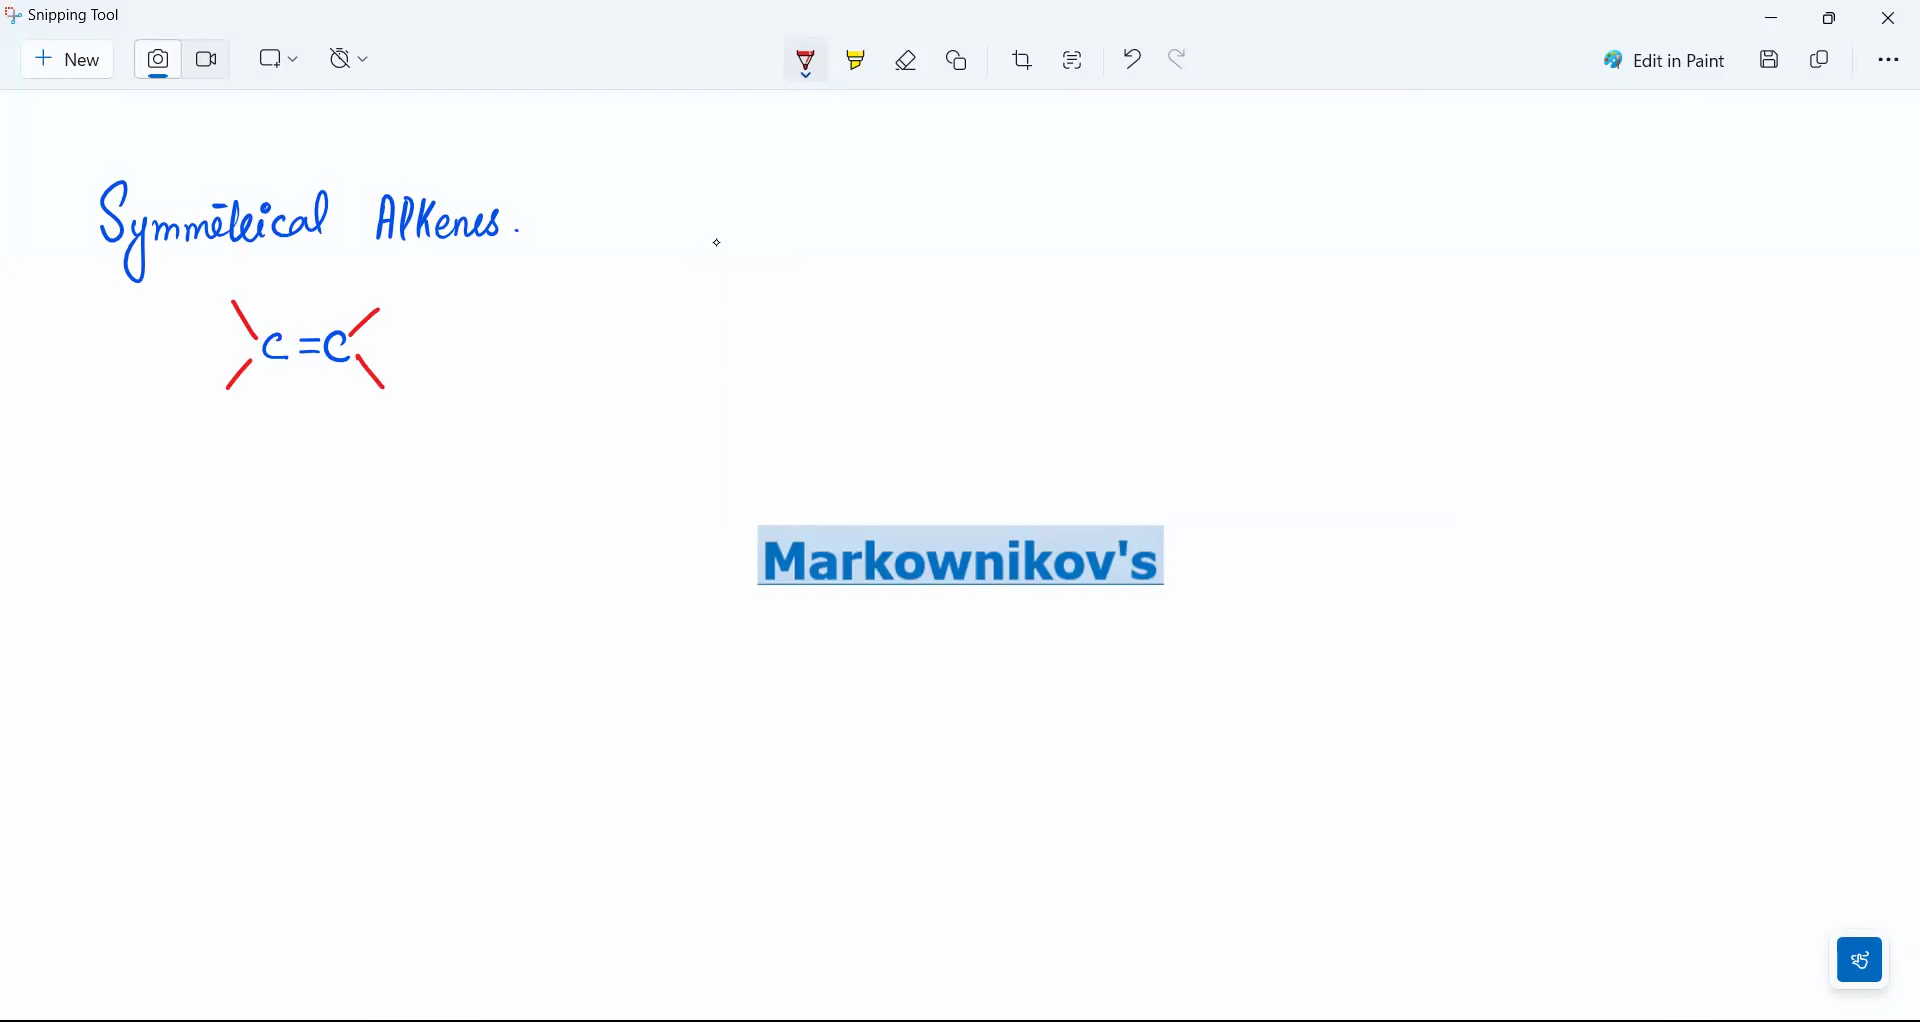 Snipping Tool
New
Edit in Paint
Symmetrical Alkenes.
C=C
Markownikov's